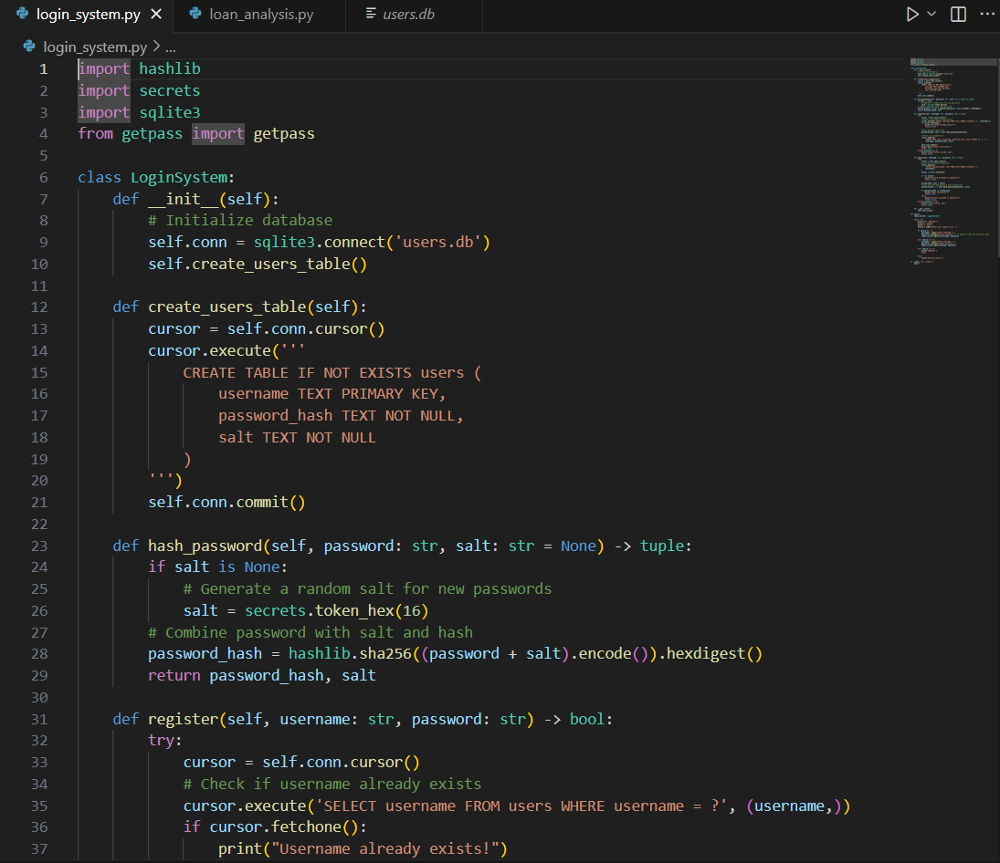 login_system.py
loan_analysis.py
users.db
login_system.py > ...
1 import hashlib
2 import secrets
3 import sqlite3
4 from getpass import getpass
5
6 class LoginSystem:
7     def __init__(self):
8         # Initialize database
9         self.conn = sqlite3.connect('users.db')
10         self.create_users_table()
11
12     def create_users_table(self):
13         cursor = self.conn.cursor()
14         cursor.execute('''
15             CREATE TABLE IF NOT EXISTS users (
16                 username TEXT PRIMARY KEY,
17                 password_hash TEXT NOT NULL,
18                 salt TEXT NOT NULL
19             )
20         ''')
21         self.conn.commit()
22
23     def hash_password(self, password: str, salt: str = None) -> tuple:
24         if salt is None:
25             # Generate a random salt for new passwords
26             salt = secrets.token_hex(16)
27         # Combine password with salt and hash
28         password_hash = hashlib.sha256((password + salt).encode()).hexdigest()
29         return password_hash, salt
30
31     def register(self, username: str, password: str) -> bool:
32         try:
33             cursor = self.conn.cursor()
34             # Check if username already exists
35             cursor.execute('SELECT username FROM users WHERE username = ?', (username,))
36             if cursor.fetchone():
37                 print("Username already exists!")